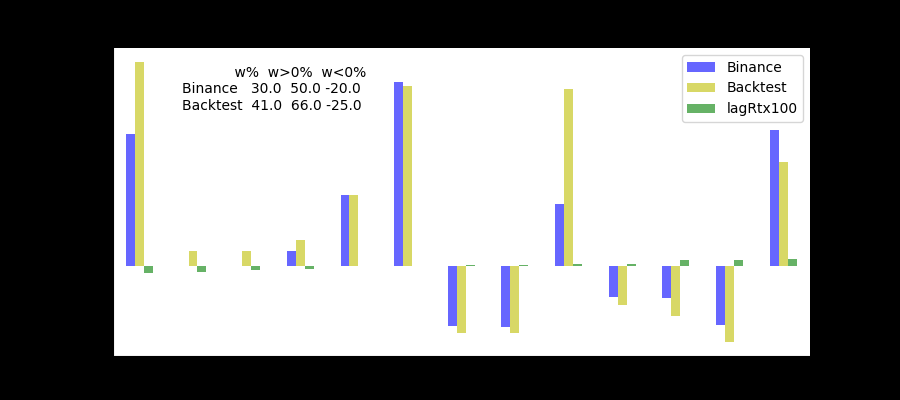 w% w>0% w<0%
Binance 30.0 50.0 -20.0
Backtest 41.0 66.0 -25.0
Binance
Backtest
lagRtx100